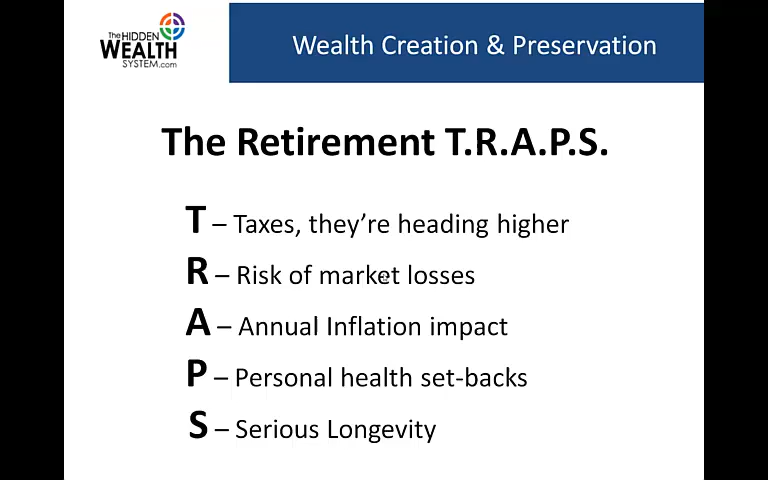 The HIDDEN
WEALTH
SYSTEM.com
Wealth Creation & Preservation
The Retirement T.R.A.P.S.
T – Taxes, they’re heading higher
R – Risk of market losses
A – Annual Inflation impact
P – Personal health set-backs
S – Serious Longevity